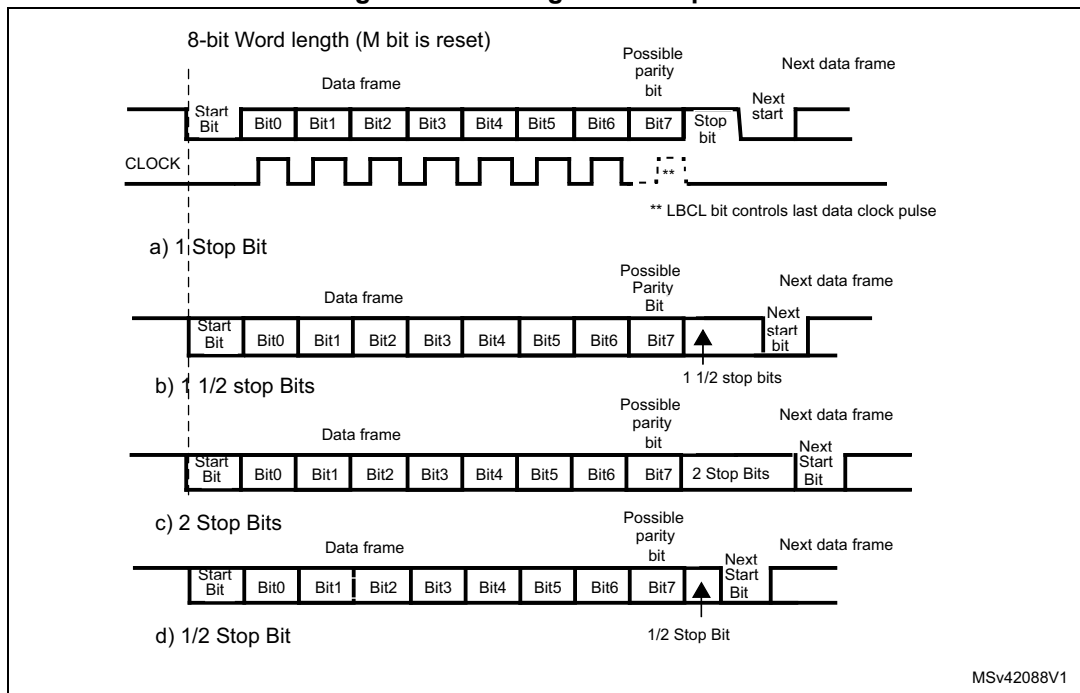 8-bit Word length (M bit is reset)
Possible
parity
bit
Next data frame
Data frame
Next
start
Start
Bit
Bit0 Bit1 Bit2 Bit3 Bit4 Bit5 Bit6 Bit7
Stop
bit
CLOCK
**
** LBCL bit controls last data clock pulse
a) 1 Stop Bit
Possible
Parity
Bit
Next data frame
Data frame
Next
start
bit
Start
Bit
Bit0 Bit1 Bit2 Bit3 Bit4 Bit5 Bit6 Bit7
1 1/2 stop bits
b) 1 1/2 stop Bits
Possible
parity
bit
Next data frame
Data frame
Next
Start
Bit
Start
Bit
Bit0 Bit1 Bit2 Bit3 Bit4 Bit5 Bit6 Bit7
2 Stop Bits
c) 2 Stop Bits
Possible
parity
bit
Next data frame
Data frame
Next
Start
Bit
Start
Bit
Bit0 Bit1 Bit2 Bit3 Bit4 Bit5 Bit6 Bit7
1/2 Stop Bit
d) 1/2 Stop Bit
MSv42088V1